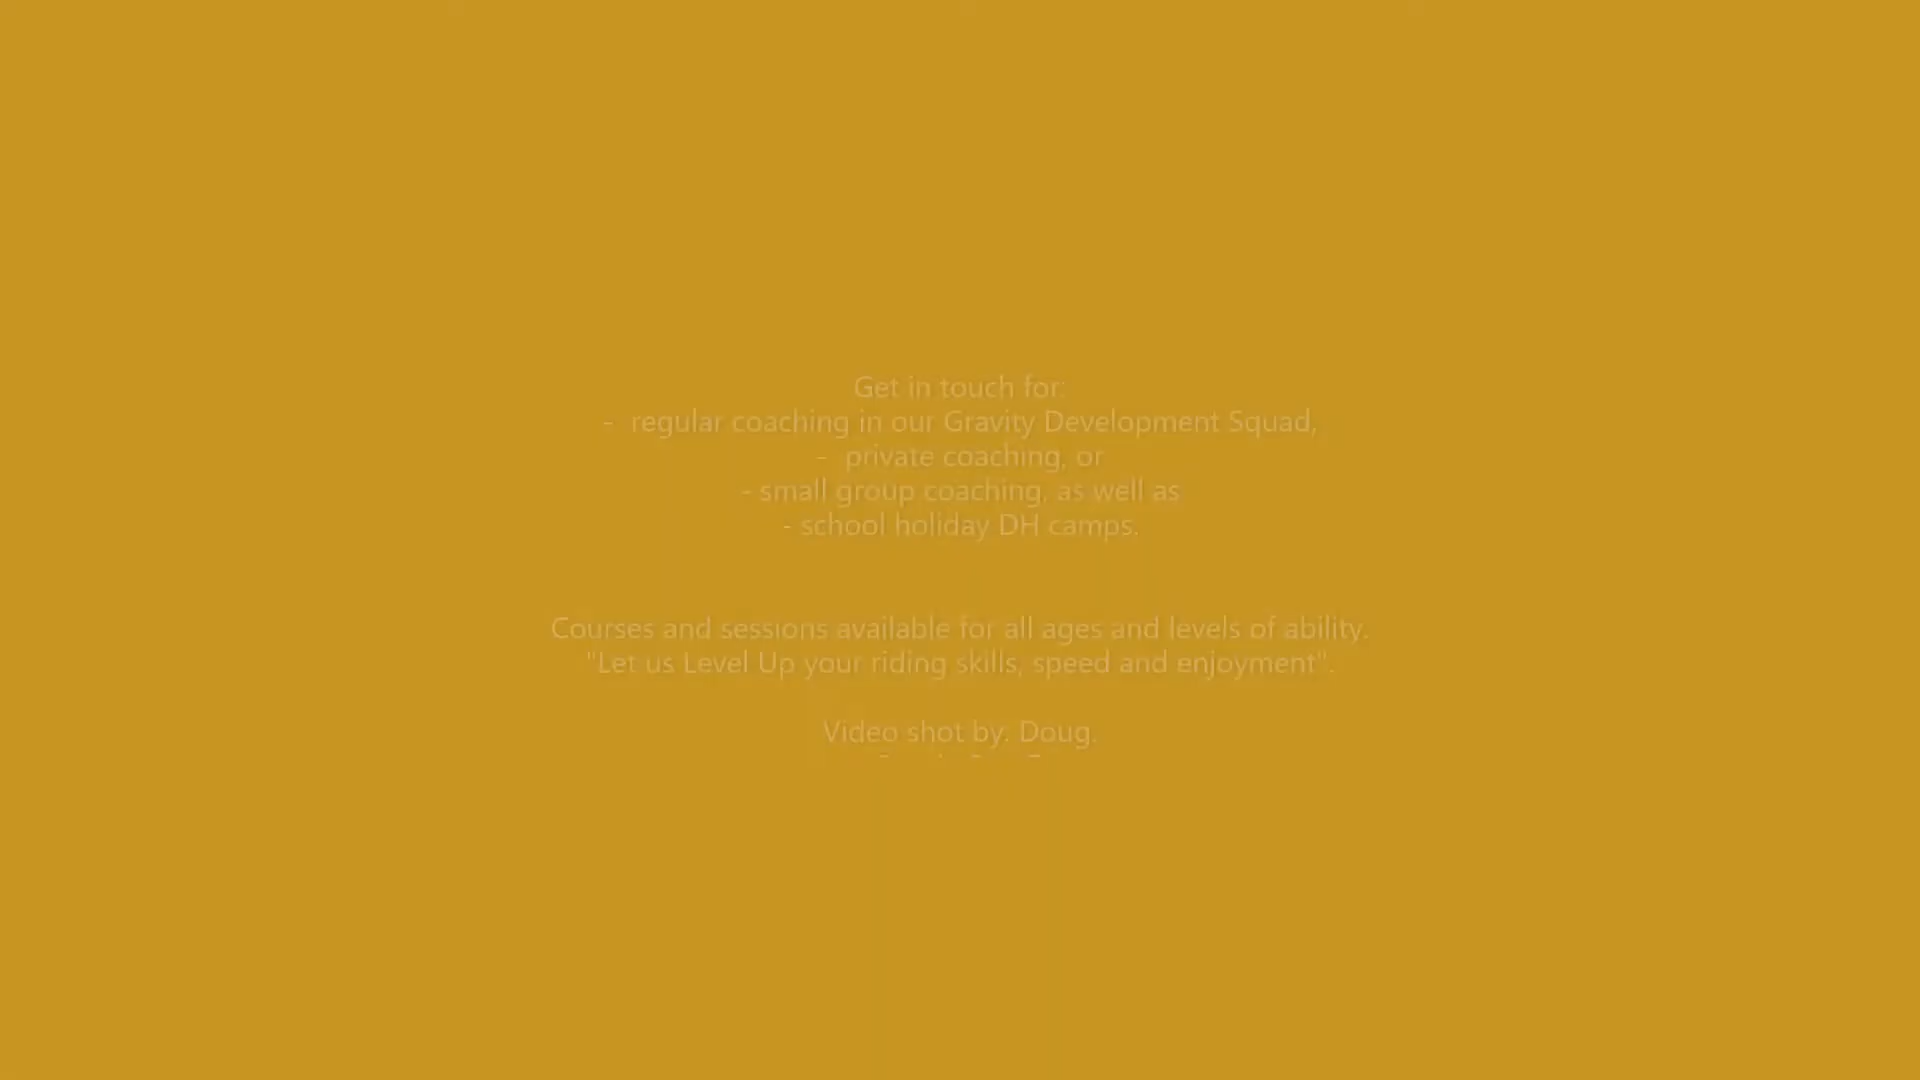 Get in touch for:
- regular coaching in our Gravity Development Squad,
- private coaching, or
- small group coaching, as well as
- school holiday DH camps.
Courses and sessions available for all ages and levels of ability.
"Let us Level Up your riding skills, speed and enjoyment".
Video shot by: Doug.